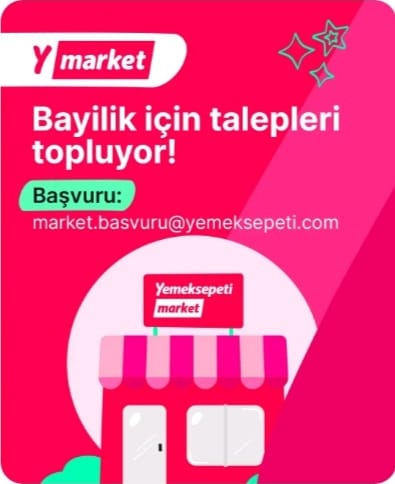 Y market
Bayilik için talepleri
topluyor!
Başvuru:
market.basvuru@yemeksepeti.com
Yemeksepeti
market